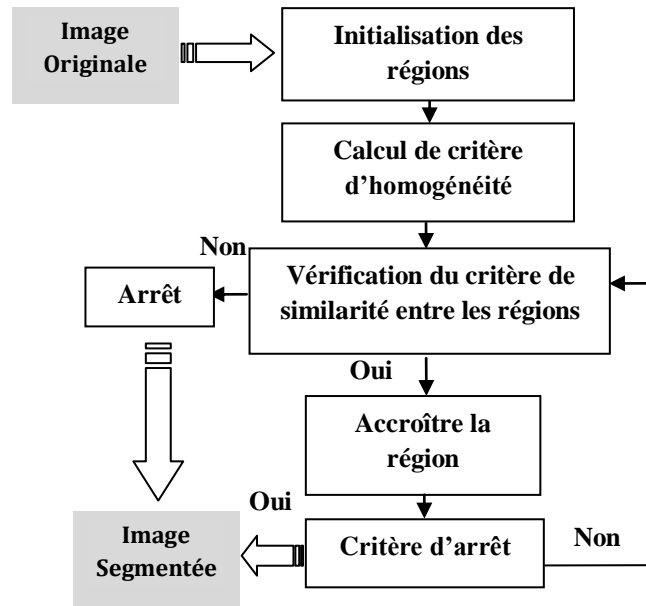 Image
Originale
Initialisation des
régions
Calcul de critère
d’homogénéité
Non
Vérification du critère de
similarité entre les régions
Arrêt
Oui
Accroître la
région
Oui
Critère d’arrêt
Non
Image
Segmentée